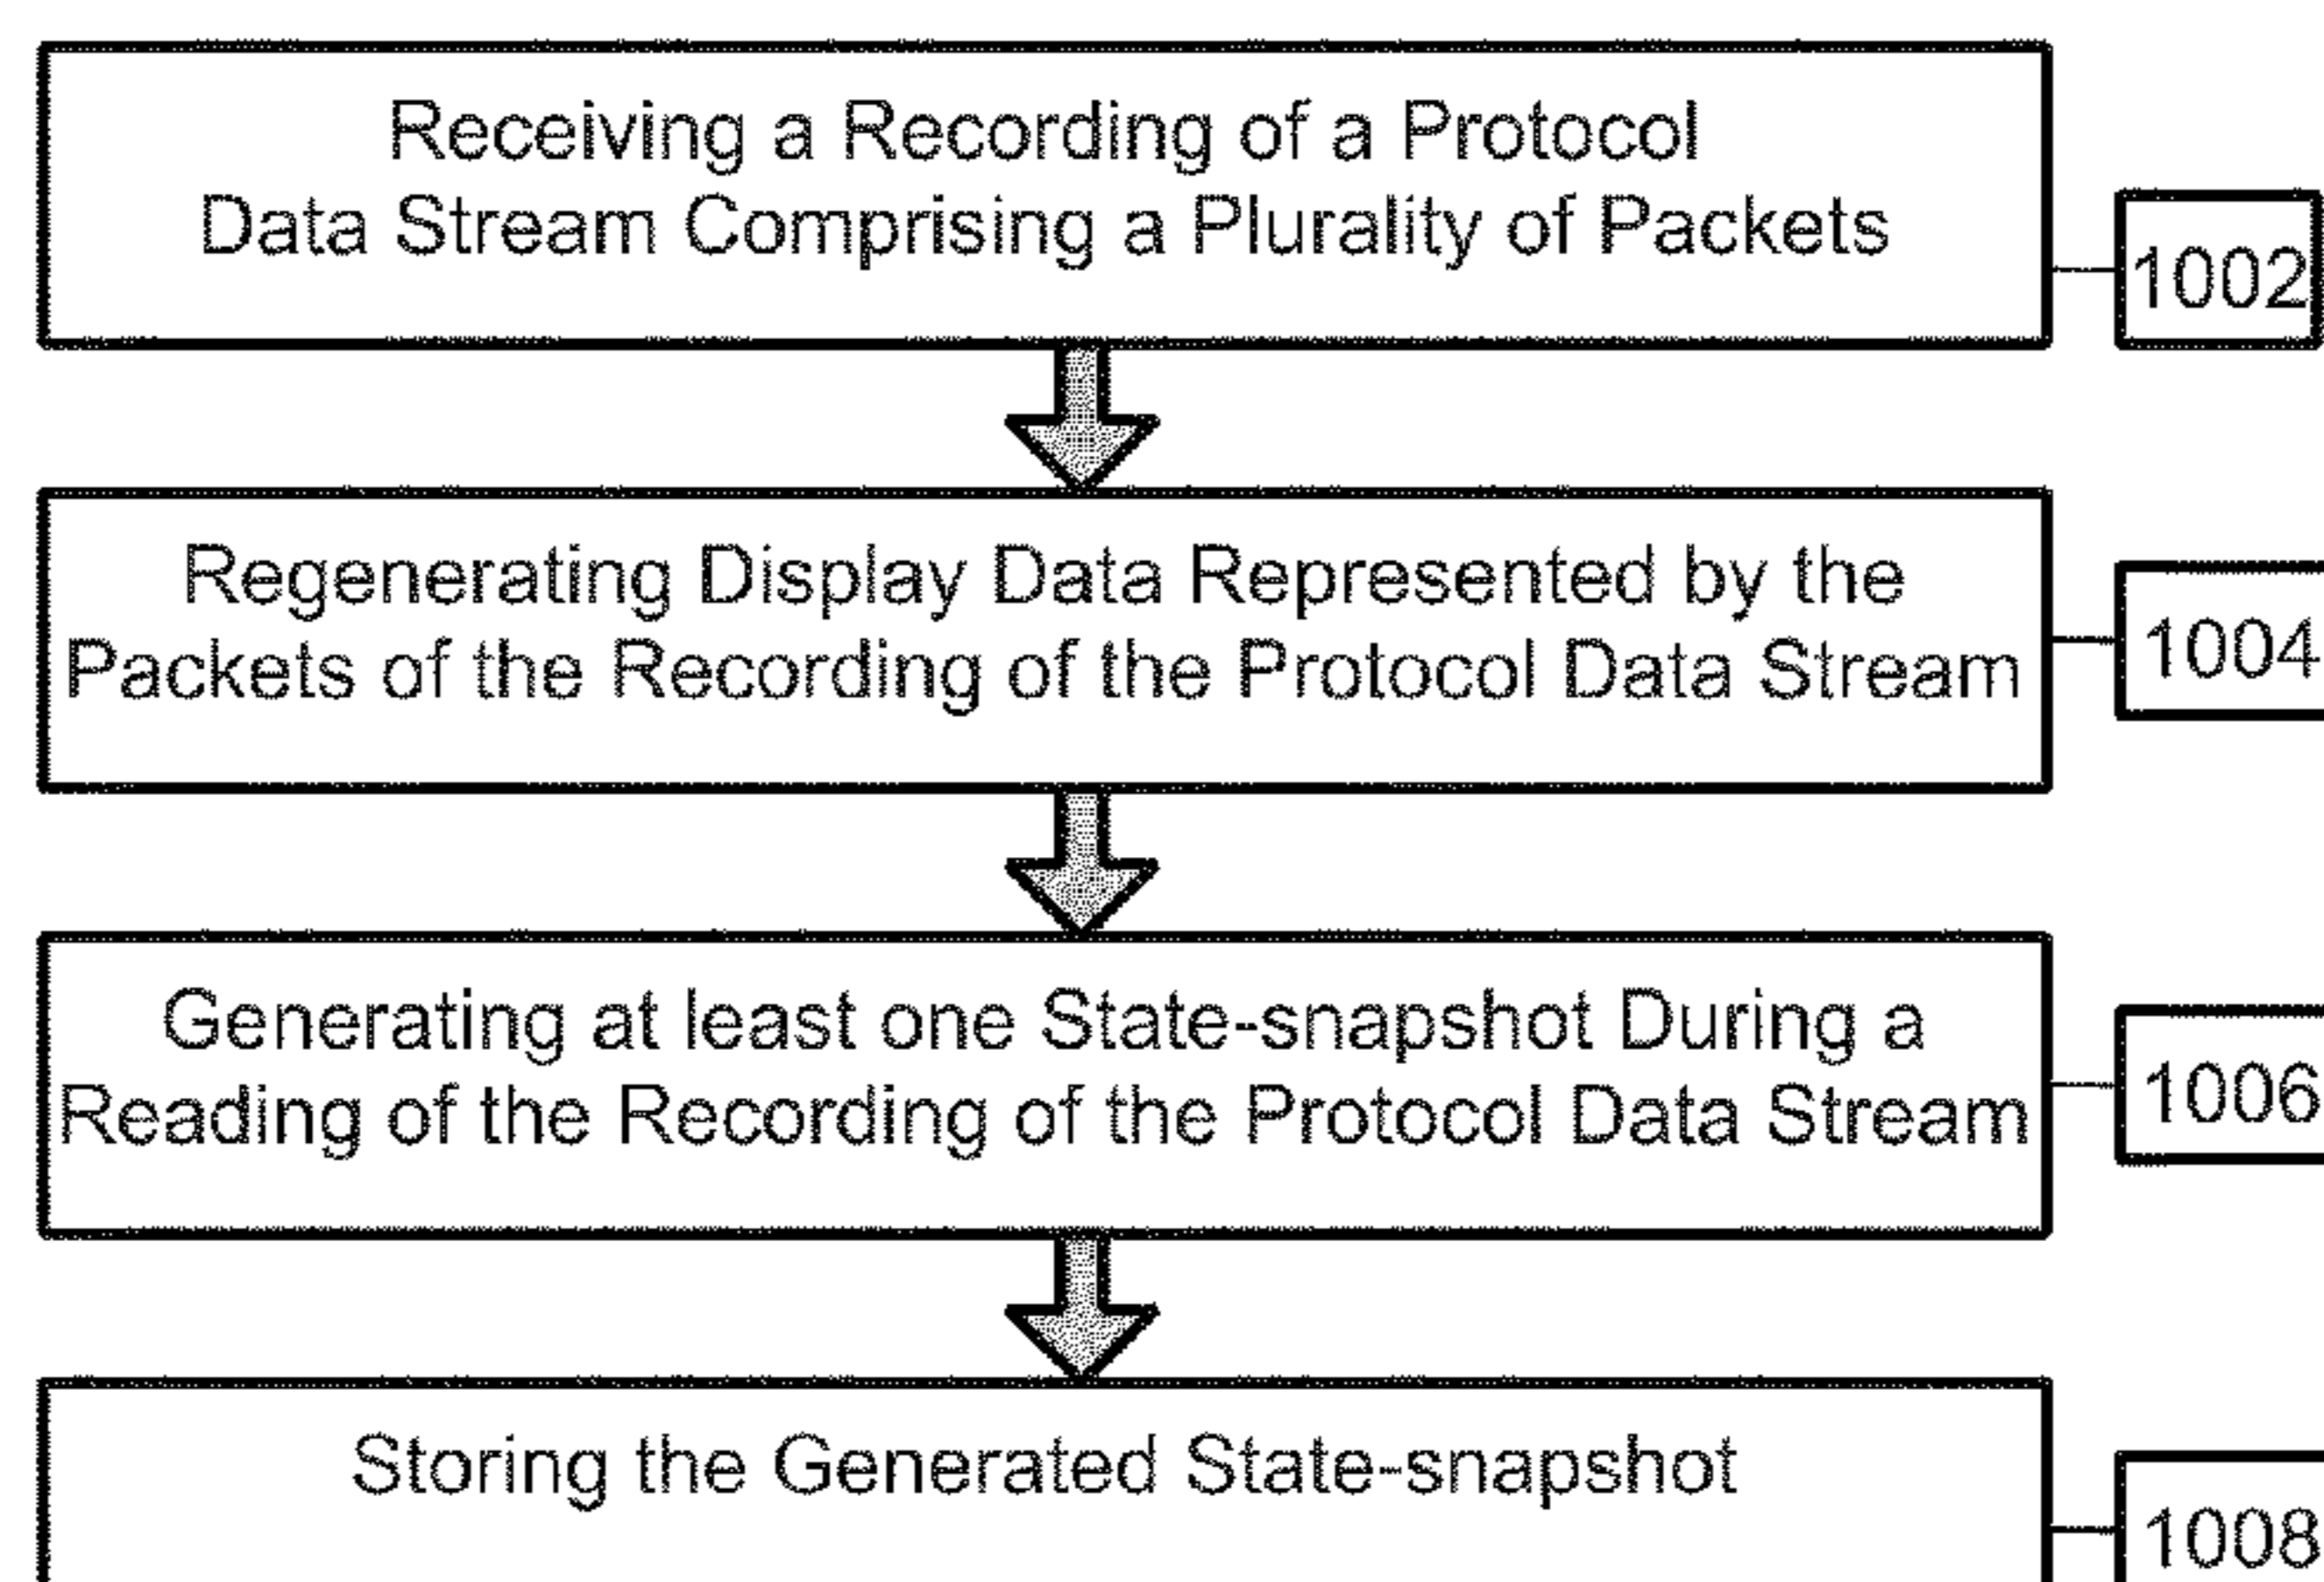 Receiving a Recording of a Protocol
Data Stream Comprising a Plurality of Packets
1002
Regenerating Display Data Represented by the
Packets of the Recording of the Protocol Data Stream
1004
Generating at least one State-snapshot During a
Reading of the Recording of the Protocol Data Stream
1006
Storing the Generated State-snapshot
1008